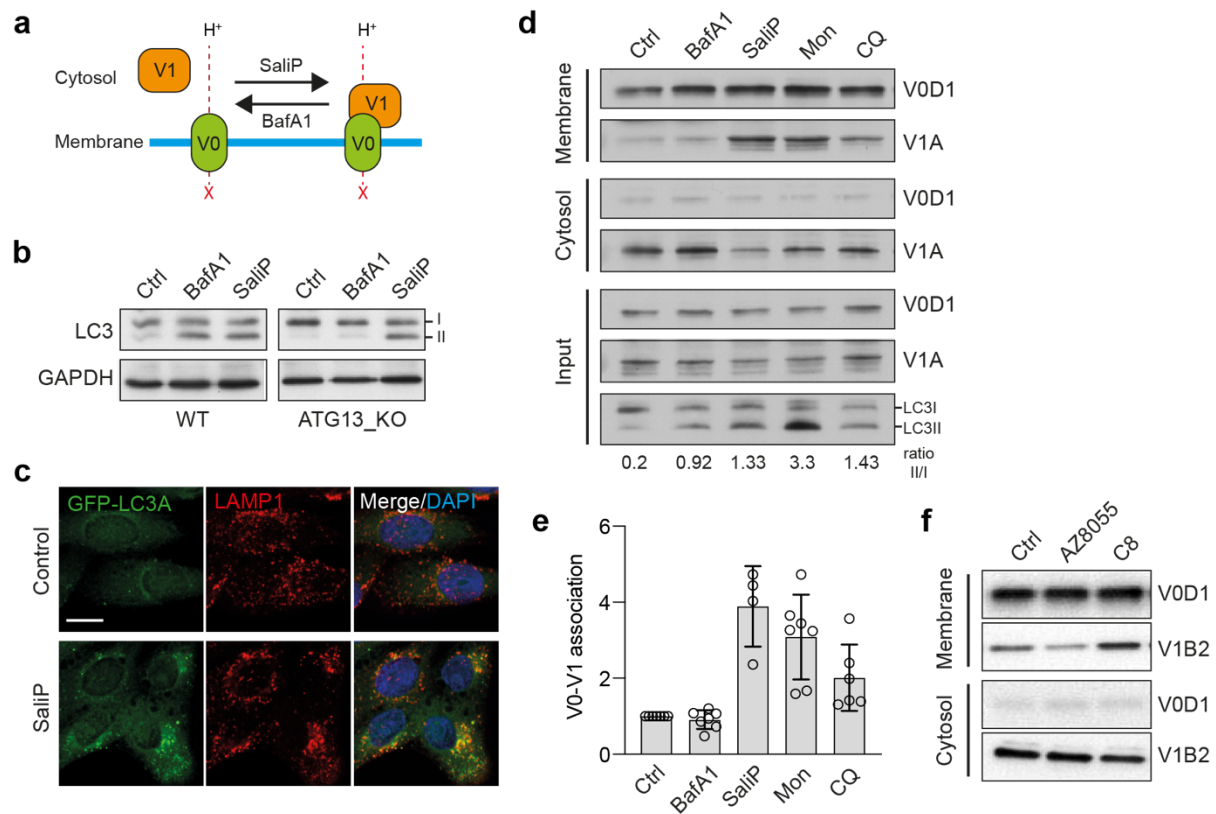 a
H⁺ H⁺
Cytosol V1 SaliP V1
BafA1
Membrane V0 V0
X X
b
Ctrl BafA1 SaliP Ctrl BafA1 SaliP
LC3 I
II
GAPDH
WT ATG13_KO
c
GFP-LC3A LAMP1 Merge/DAPI
Control
SaliP
d
Ctrl BafA1 SaliP Mon CQ
Membrane V0D1
V1A
Cytosol V0D1
V1A
Input V0D1
V1A
LC3I
LC3II
0.2 0.92 1.33 3.3 1.43 ratio
II/I
e
V0-V1 association
6
4
2
0
Ctrl BafA1 SaliP Mon CQ
f
Ctrl AZ8055 C8
Membrane V0D1
V1B2
Cytosol V0D1
V1B2